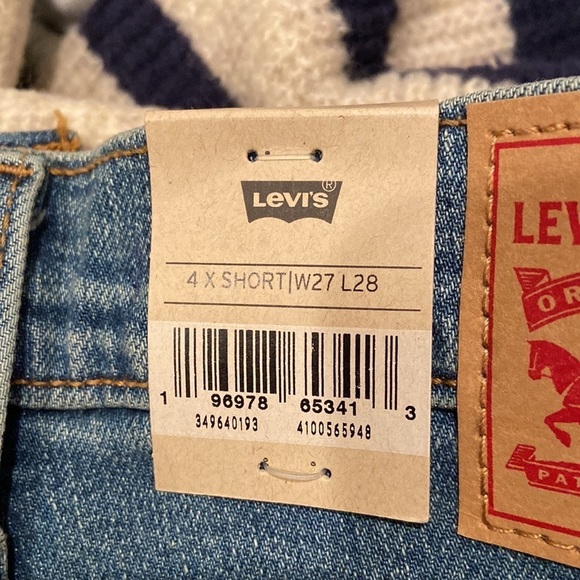 LEVI'S®
4 X SHORT|W27 L28
1 96978 65341 3
349640193 4100565948
LEV
OR
PAT